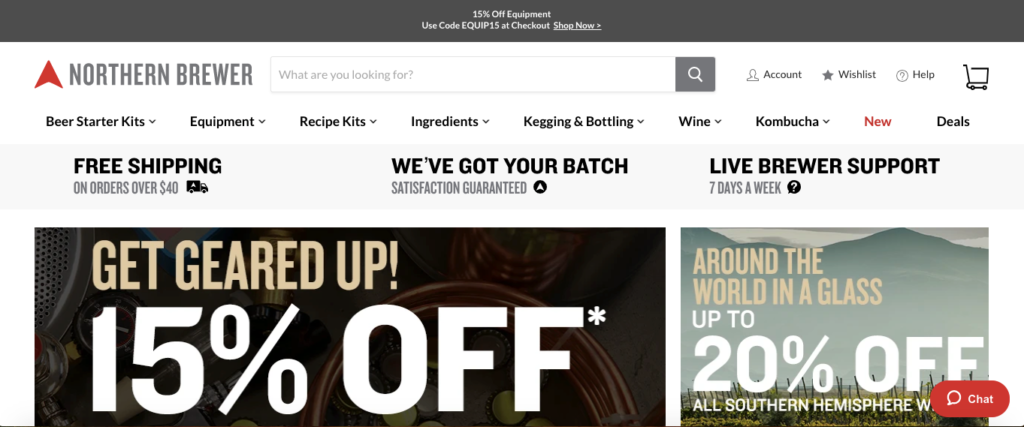 15% Off Equipment
Use Code EQUIP15 at Checkout Shop Now >
NORTHERN BREWER
What are you looking for?
Account
Wishlist
Help
Beer Starter Kits
Equipment
Recipe Kits
Ingredients
Kegging & Bottling
Wine
Kombucha
New
Deals
FREE SHIPPING
ON ORDERS OVER $40
WE'VE GOT YOUR BATCH
SATISFACTION GUARANTEED
LIVE BREWER SUPPORT
7 DAYS A WEEK
GET GEARED UP!
15% OFF*
AROUND THE
WORLD IN A GLASS
UP TO
20% OFF
ALL SOUTHERN HEMISPHERE
Chat